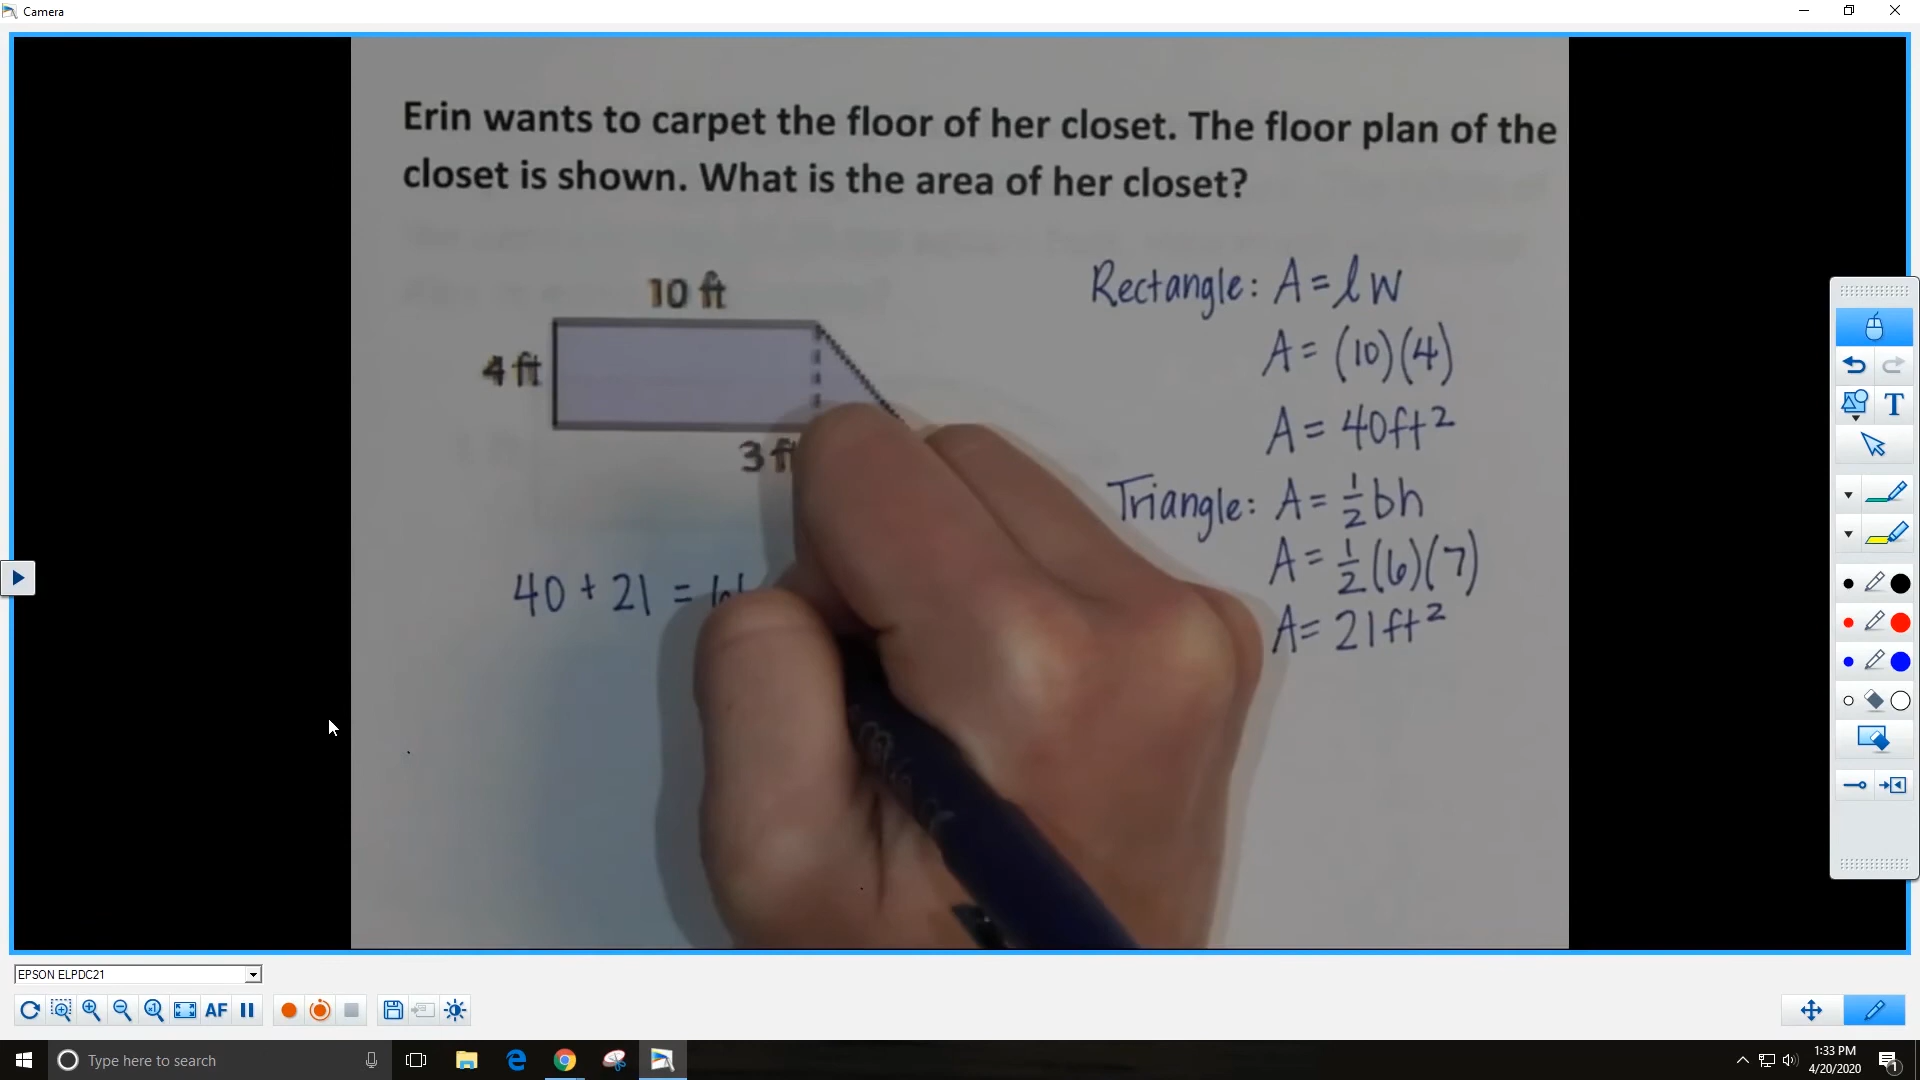 Camera
Erin wants to carpet the floor of her closet. The floor plan of the
closet is shown. What is the area of her closet?
10 ft
4 ft
3 ft
40 + 21 = 61
Rectangle: A = lw
A = (10)(4)
A = 40ft²
Triangle: A = ½bh
A = ½(6)(7)
A = 21ft²
T
EPSON ELPDC21
AF
Type here to search
1:33 PM
4/20/2020
1